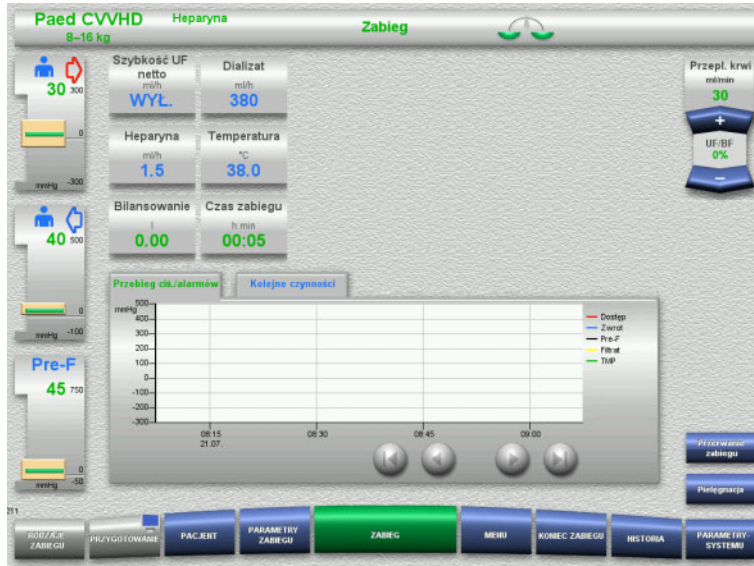 Paed CVVHD Heparyna
8–16 kg
Zabieg
30 300
0
mmHg -300
40 500
0
mmHg -100
Pre-F
45 750
0
mmHg -50
Szybkość UF netto
ml/h
WYŁ.
Dializat
ml/h
380
Heparyna
ml/h
1.5
Temperatura
°C
38.0
Bilansowanie
l
0.00
Czas zabiegu
h:min
00:05
Przepł. krwi
ml/min
30
+
UF/BF
0%
−
Przebieg ciś./alarmów
Kolejne czynności
mmHg
500
400
300
200
100
0
-100
-200
-300
08:15
21.07.
08:30
08:45
09:00
Dostęp
Zwrot
Pre-F
Filtrat
TMP
Przerwanie zabiegu
Pielęgnacja
211
RODZAJE ZABIEGU
PRZYGOTOWANIE
PACJENT
PARAMETRY ZABIEGU
ZABIEG
MENU
KONIEC ZABIEGU
HISTORIA
PARAMETRY-SYSTEMU